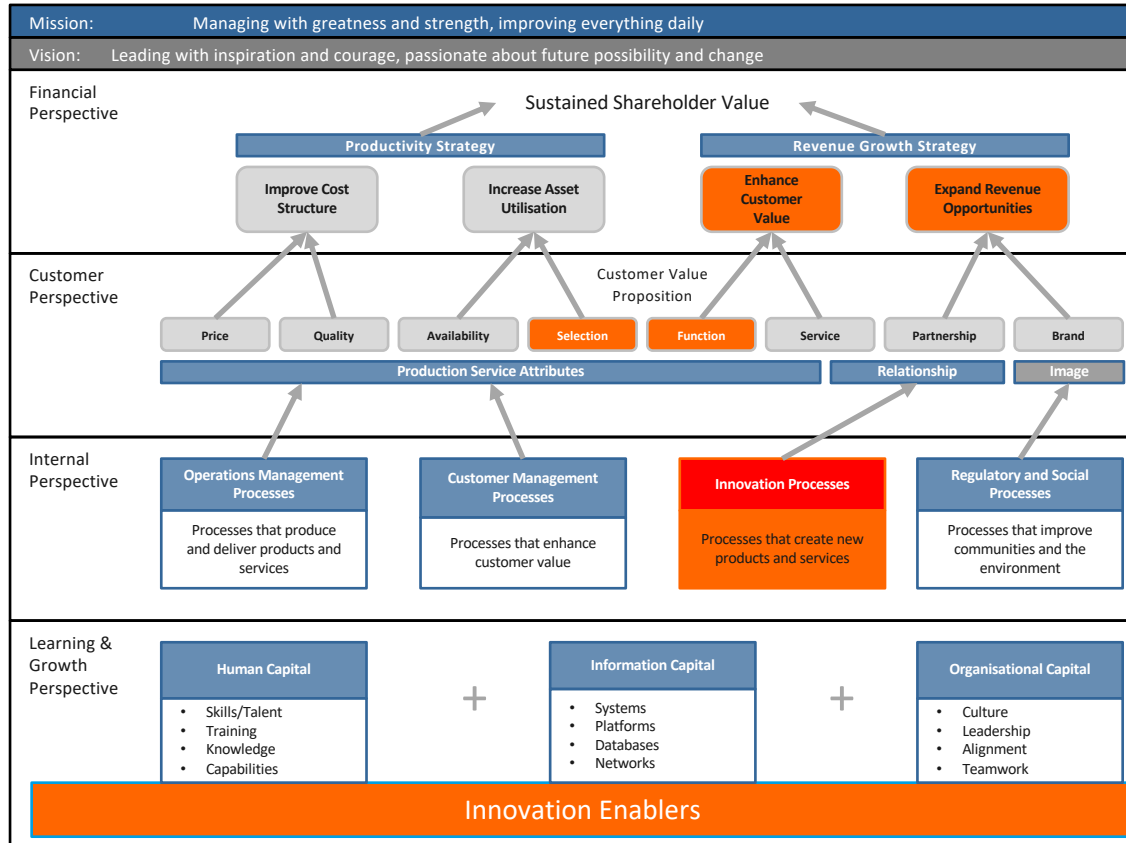 Mission: Managing with greatness and strength, improving everything daily
Vision: Leading with inspiration and courage, passionate about future possibility and change
Financial
Perspective
Sustained Shareholder Value
Productivity Strategy
Revenue Growth Strategy
Improve Cost
Structure
Increase Asset
Utilisation
Enhance
Customer
Value
Expand Revenue
Opportunities
Customer
Perspective
Customer Value
Proposition
Price
Quality
Availability
Selection
Function
Service
Partnership
Brand
Production Service Attributes
Relationship
Image
Internal
Perspective
Operations Management
Processes
Processes that produce
and deliver products and
services
Customer Management
Processes
Processes that enhance
customer value
Innovation Processes
Processes that create new
products and services
Regulatory and Social
Processes
Processes that improve
communities and the
environment
Learning &
Growth
Perspective
Human Capital
• Skills/Talent
• Training
• Knowledge
• Capabilities
+
Information Capital
• Systems
• Platforms
• Databases
• Networks
+
Organisational Capital
• Culture
• Leadership
• Alignment
• Teamwork
Innovation Enablers